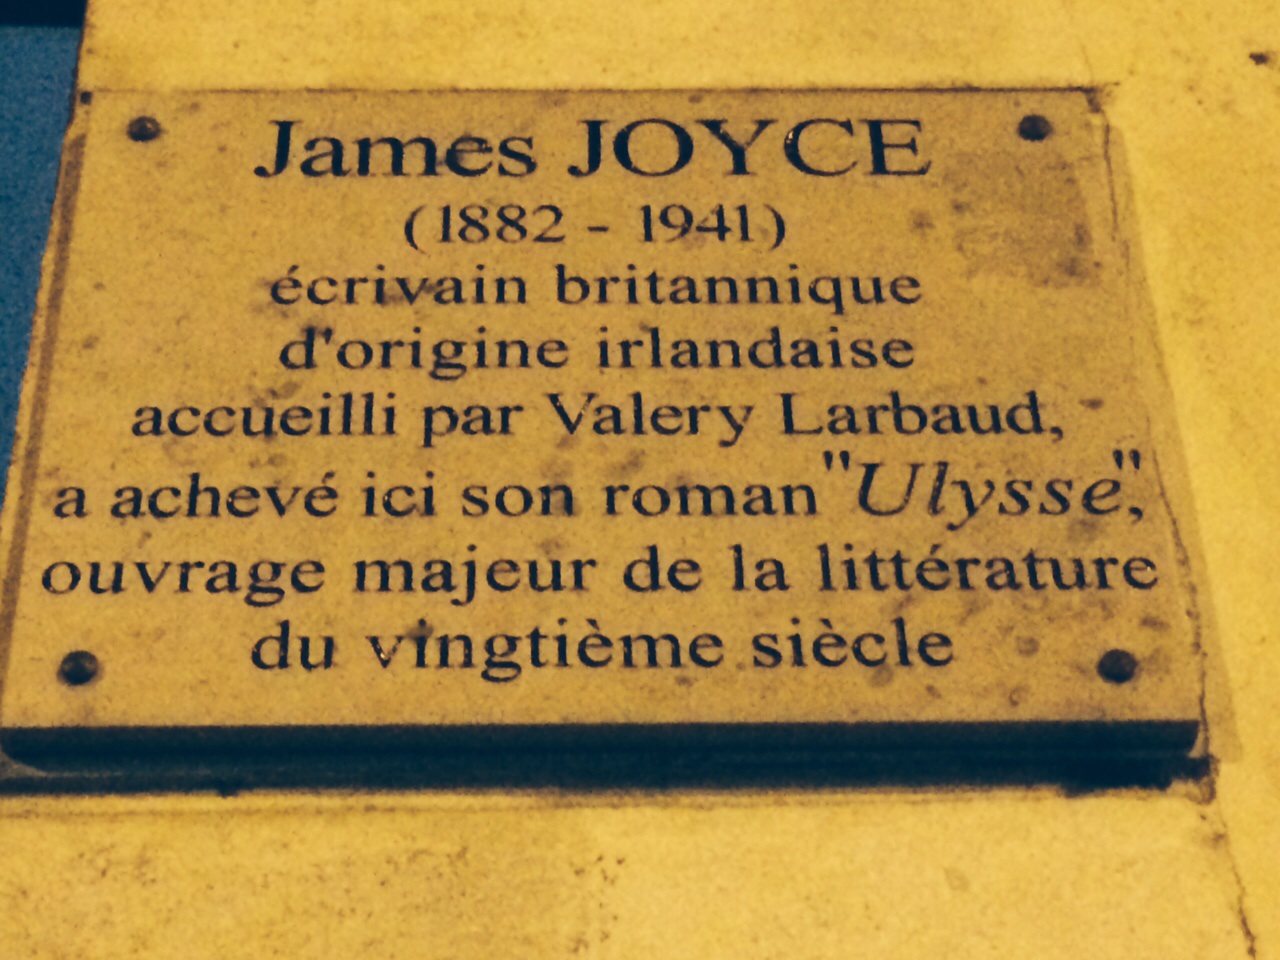 James JOYCE
(1882 - 1941)
écrivain britannique
d'origine irlandaise
accueilli par Valery Larbaud,
a achevé ici son roman "Ulysse",
ouvrage majeur de la littérature
du vingtième siècle